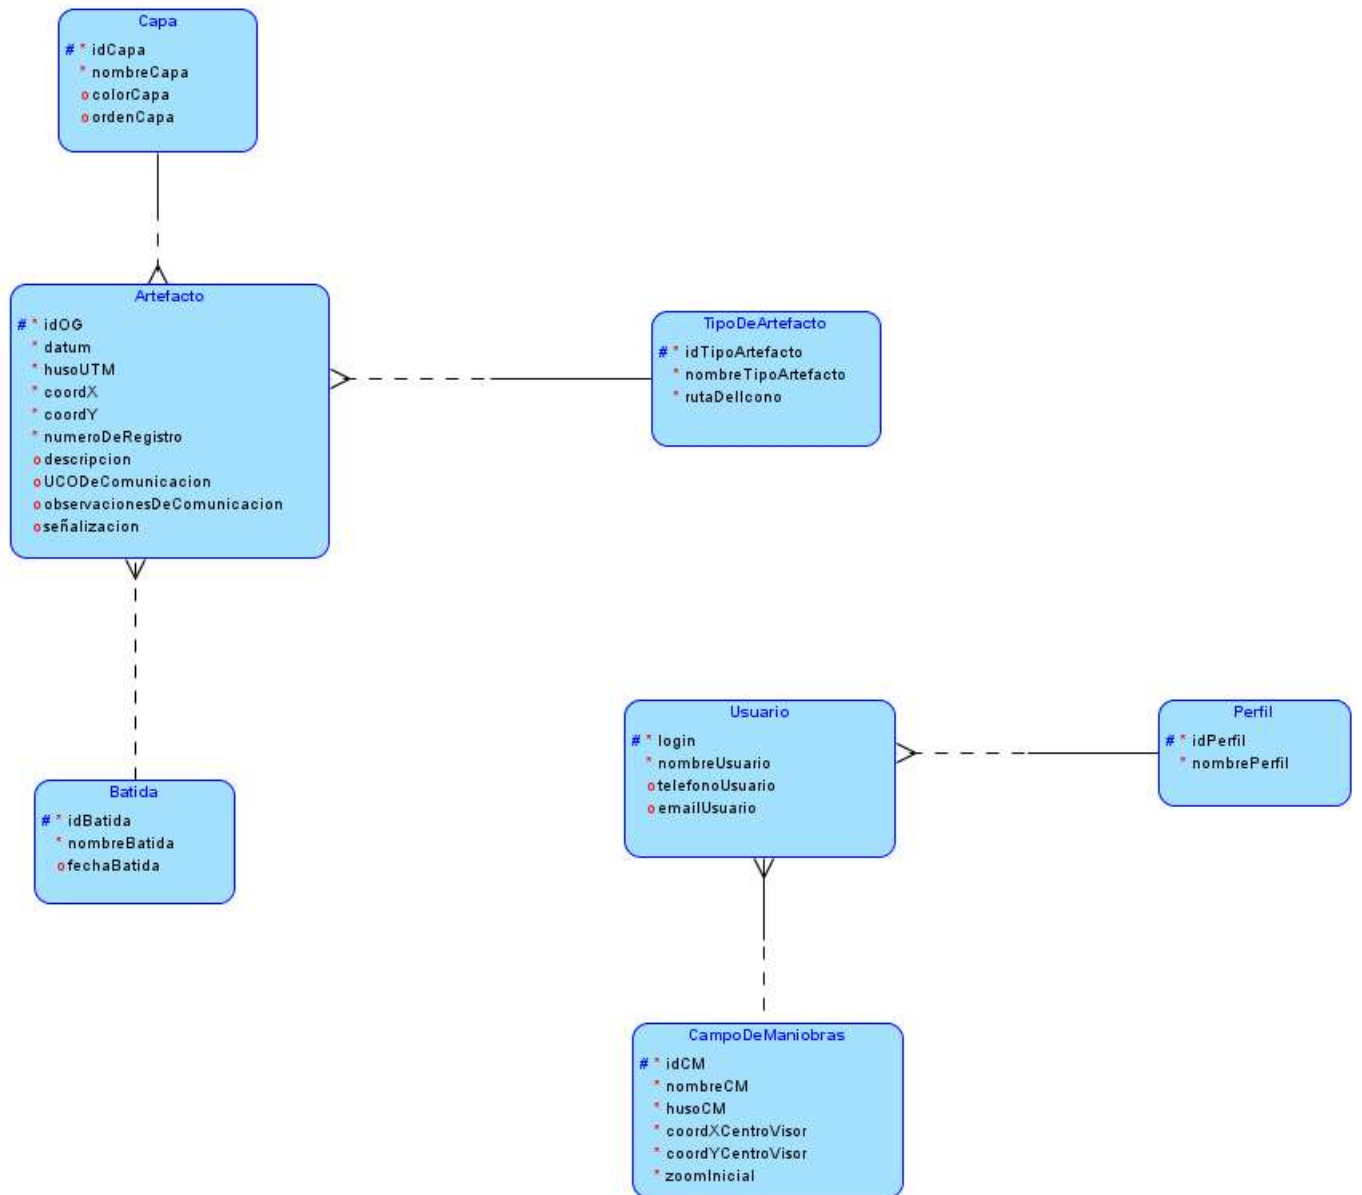 Capa
# * idCapa
* nombreCapa
o colorCapa
o ordenCapa
Artefacto
# * idOG
* datum
* husoUTM
* coordX
* coordY
* numeroDeRegistro
o descripcion
o UCODeComunicacion
o observacionesDeComunicacion
o señalizacion
TipoDeArtefacto
# * idTipoArtefacto
* nombreTipoArtefacto
* rutaDelIcono
Batida
# * idBatida
* nombreBatida
o fechaBatida
Usuario
# * login
* nombreUsuario
o telefonoUsuario
o emailUsuario
Perfil
# * idPerfil
* nombrePerfil
CampoDeManiobras
# * idCM
* nombreCM
* husoCM
* coordXCentroVisor
* coordYCentroVisor
* zoomInicial